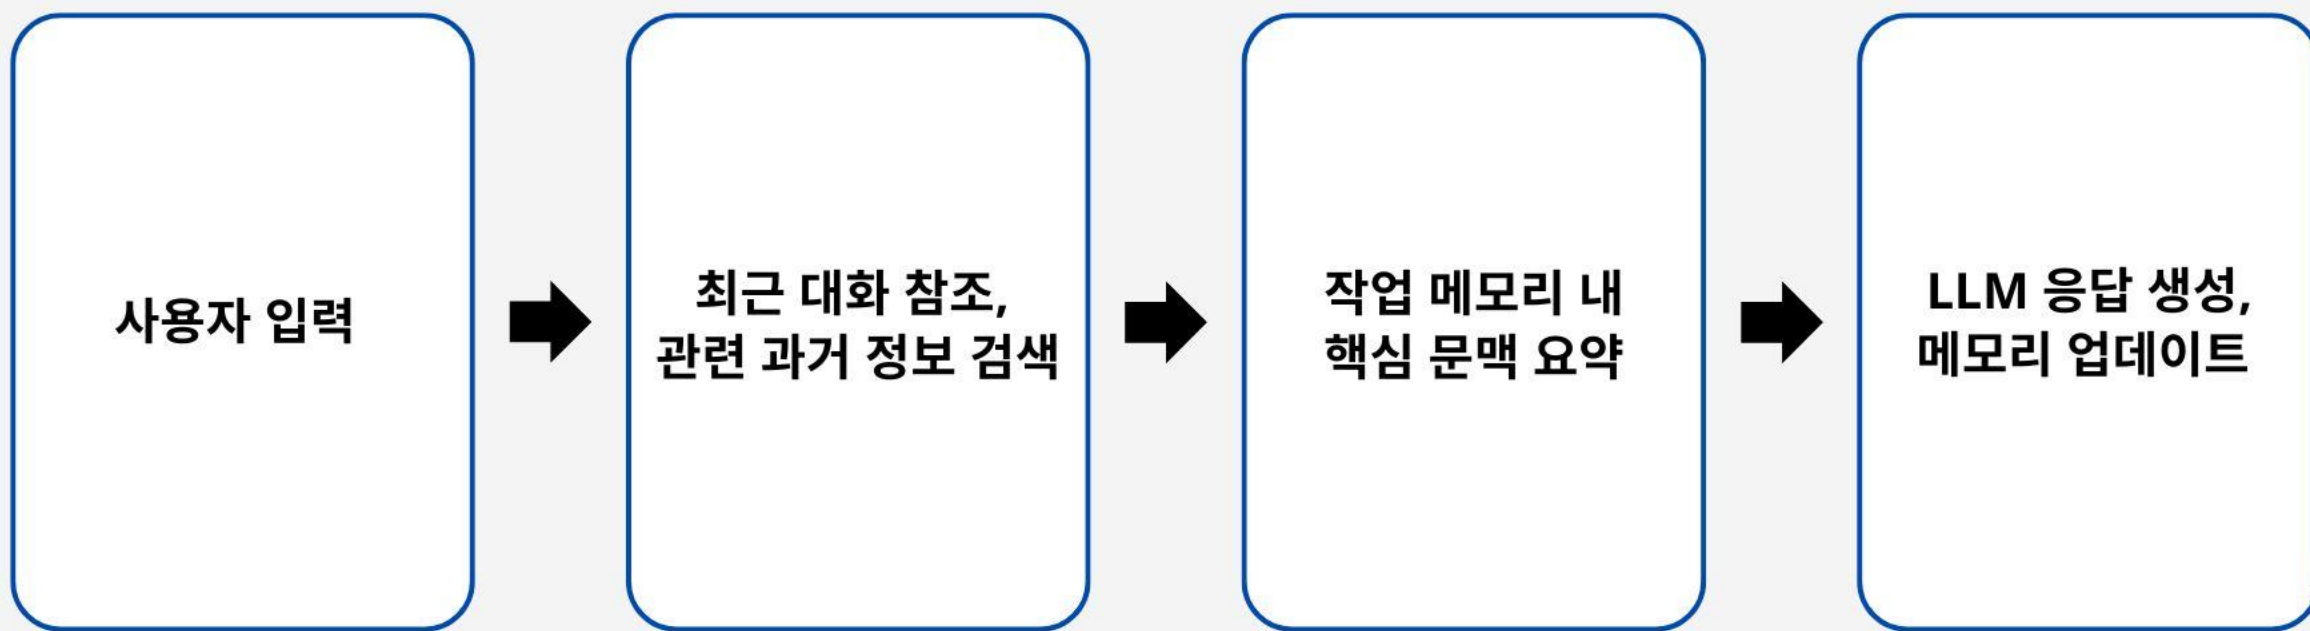 사용자 입력
최근 대화 참조,
관련 과거 정보 검색
작업 메모리 내
핵심 문맥 요약
LLM 응답 생성,
메모리 업데이트